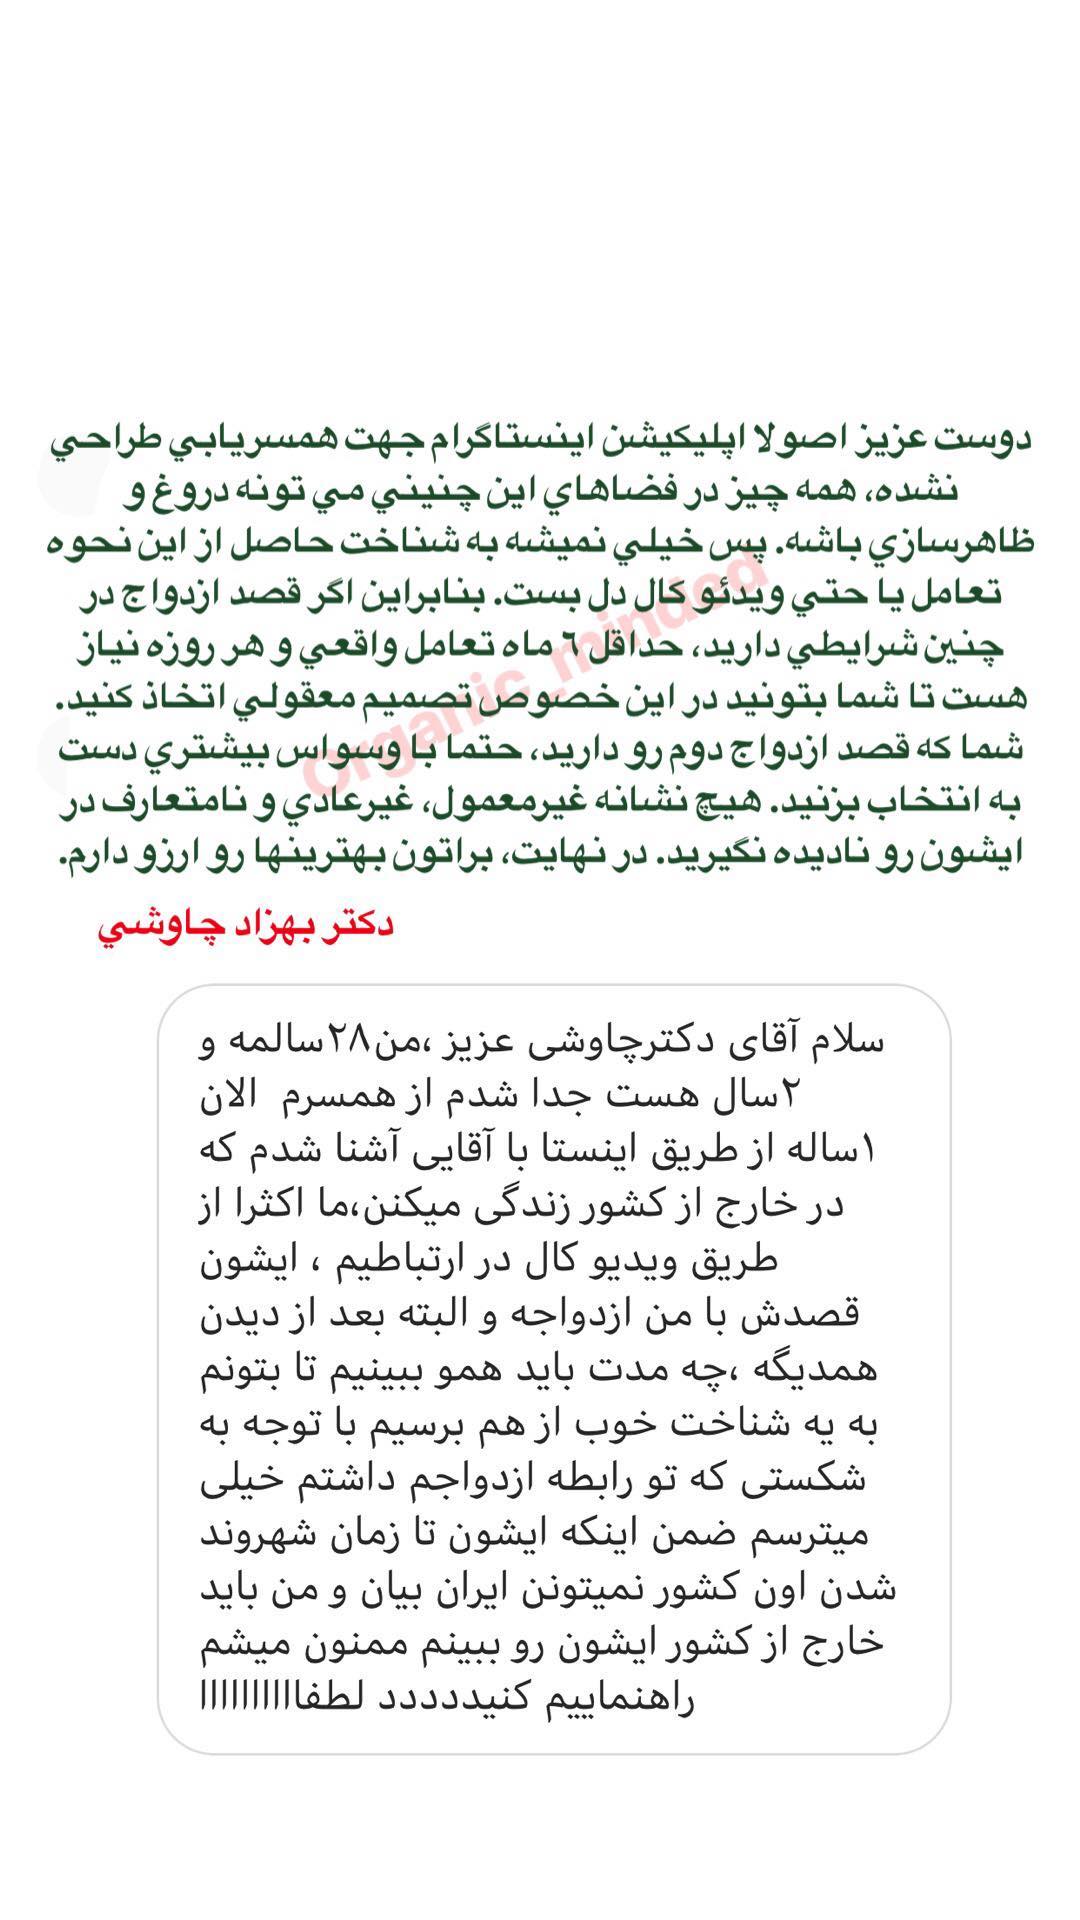 دوست عزيز اصولا اپليكيشن اينستاگرام جهت همسريابي طراحي
نشده، همه چيز در فضاهاي اين چنيني مي تونه دروغ و
ظاهرسازي باشه. پس خيلي نميشه به شناخت حاصل از اين نحوه
تعامل يا حتي ويدئو كال دل بست. بنابراين اگر قصد ازدواج در
چنين شرايطي داريد، حداقل ٦ ماه تعامل واقعي و هر روزه نياز
هست تا شما بتونيد در اين خصوص تصميم معقولي اتخاذ كنيد.
شما كه قصد ازدواج دوم رو داريد، حتما با وسواس بيشتري دست
به انتخاب بزنيد. هيچ نشانه غيرمعمول، غيرعادي و نامتعارف در
ايشون رو ناديده نگيريد. در نهايت، براتون بهترينها رو ارزو دارم.
Organic_minded
دكتر بهزاد چاوشي
سلام آقای دکترچاوشی عزیز ،من۲۸سالمه و
۲سال هست جدا شدم از همسرم  الان
۱ساله از طریق اینستا با آقایی آشنا شدم که
در خارج از کشور زندگی میکنن،ما اکثرا از
طریق ویدیو کال در ارتباطیم ، ایشون
قصدش با من ازدواجه و البته بعد از دیدن
همدیگه ،چه مدت باید همو ببینیم تا بتونم
به یه شناخت خوب از هم برسیم با توجه به
شکستی که تو رابطه ازدواجم داشتم خیلی
میترسم ضمن اینکه ایشون تا زمان شهروند
شدن اون کشور نمیتونن ایران بیان و من باید
خارج از کشور ایشون رو ببینم ممنون میشم
راهنماییم کنیددددد لطفااااااااااا